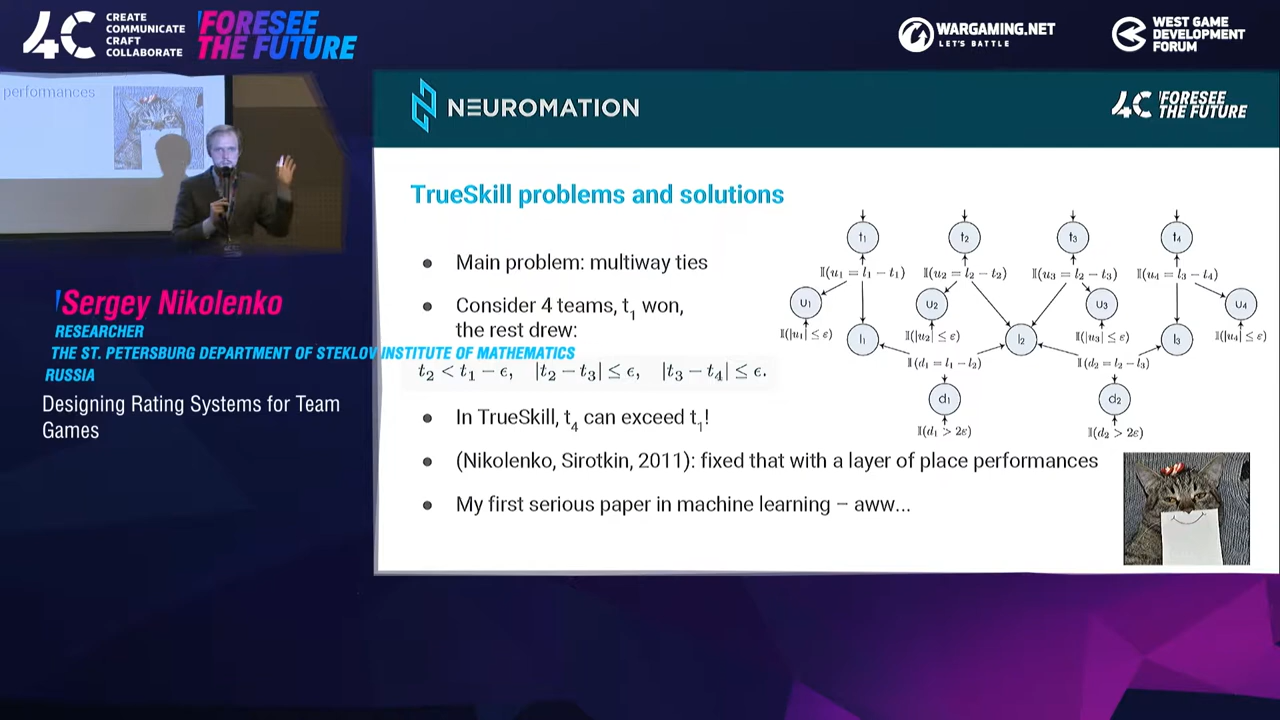 4C CREATE
COMMUNICATE
CRAFT
COLLABORATE
FORESEE
THE FUTURE
WARGAMING.NET
LET'S BATTLE
WEST GAME
DEVELOPMENT
FORUM
performances
NEUROMATION
4C 'FORESEE
THE FUTURE
TrueSkill problems and solutions
● Main problem: multiway ties
● Consider 4 teams, t₁ won,
the rest drew:
t₂ < t₁ − ϵ, |t₂ − t₃| ≤ ϵ, |t₃ − t₄| ≤ ϵ.
● In TrueSkill, t₄ can exceed t₁!
● (Nikolenko, Sirotkin, 2011): fixed that with a layer of place performances
● My first serious paper in machine learning – aww...
t₁ t₂ t₃ t₄
𝕀(u₁ = l₁ − t₁) 𝕀(u₂ = l₂ − t₂) 𝕀(u₃ = l₂ − t₃) 𝕀(u₄ = l₃ − t₄)
u₁ u₂ u₃ u₄
𝕀(|u₁| ≤ ε) l₁ 𝕀(|u₂| ≤ ε) l₂ 𝕀(|u₃| ≤ ε) l₃ 𝕀(|u₄| ≤ ε)
𝕀(d₁ = l₁ − l₂) 𝕀(d₂ = l₂ − l₃)
d₁ d₂
𝕀(d₁ > 2ε) 𝕀(d₂ > 2ε)
Sergey Nikolenko
RESEARCHER
THE ST. PETERSBURG DEPARTMENT OF STEKLOV INSTITUTE OF MATHEMATICS
RUSSIA
Designing Rating Systems for Team
Games